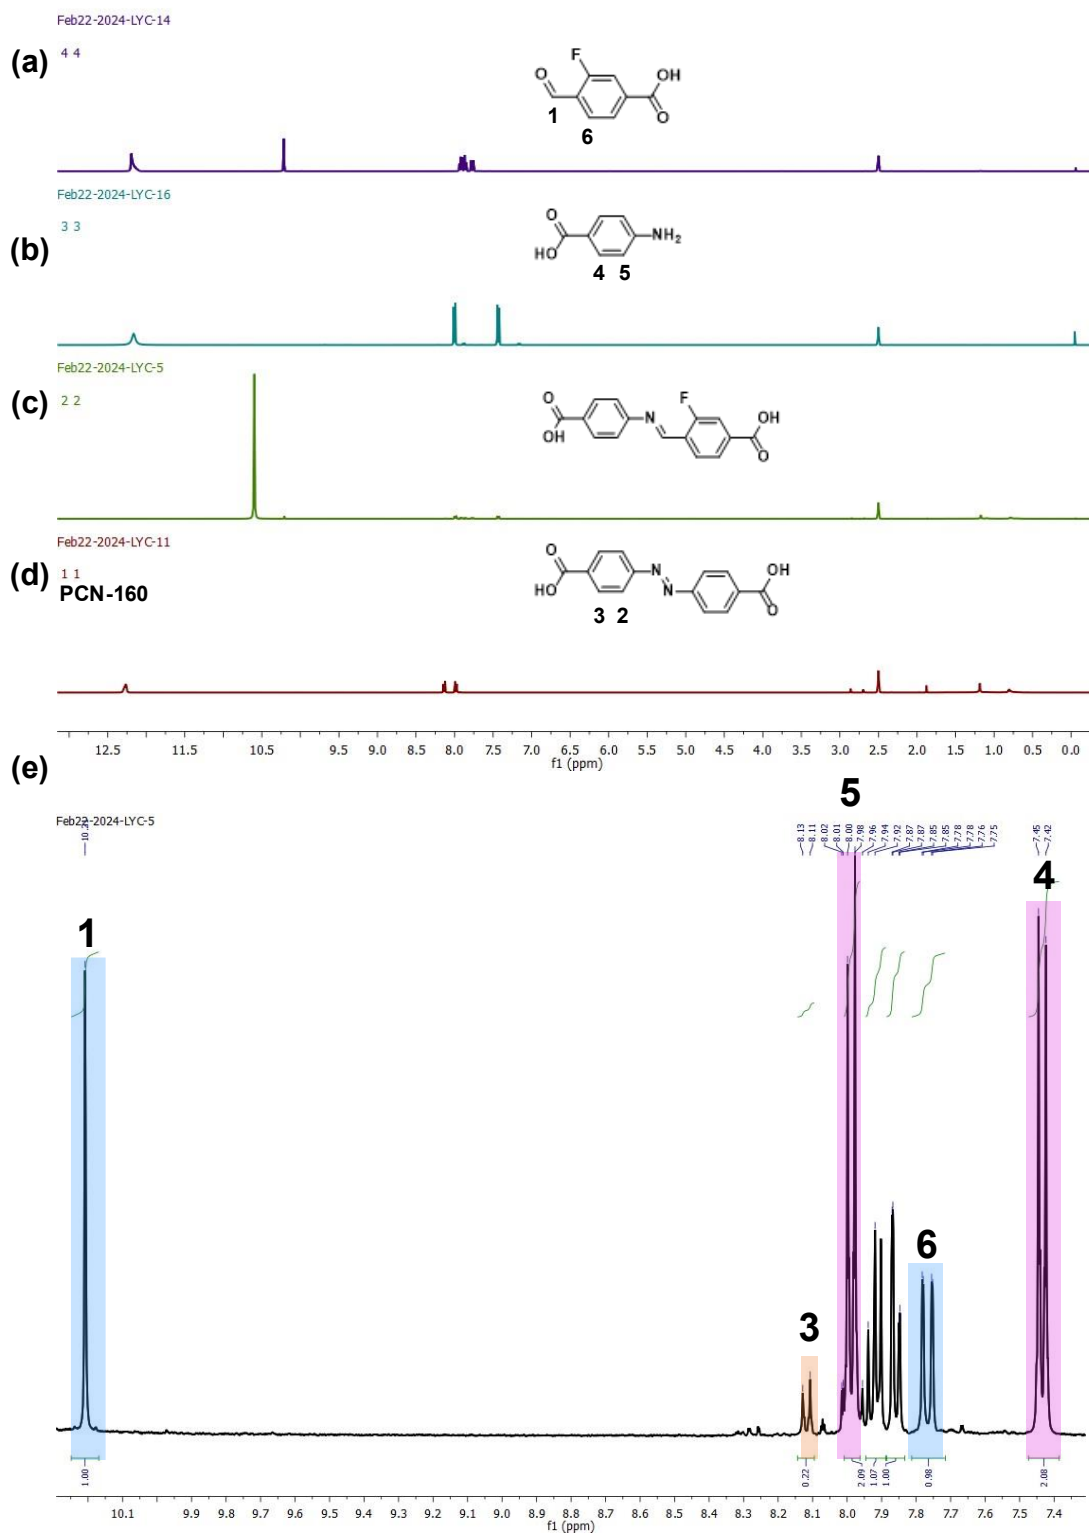 Feb22-2024-LYC-14
(a)
4 4
F
O
OH
O
1
6
Feb22-2024-LYC-16
(b)
3 3
O
HO
NH₂
4 5
Feb22-2024-LYC-5
(c)
2 2
O
OH
N
F
OH
O
Feb22-2024-LYC-11
(d)
1 1
PCN-160
O
HO
N
N
OH
O
3 2
12.5 11.5 10.5 9.5 9.0 8.5 8.0 7.5 7.0 6.5 6.0 5.5 5.0 4.5 4.0 3.5 3.0 2.5 2.0 1.5 1.0 0.5 0.0
f1 (ppm)
(e)
Feb22-2024-LYC-5
8.13 8.11 8.02 8.01 8.00 7.98 7.96 7.94 7.92 7.87 7.87 7.85 7.85 7.78 7.78 7.76 7.75 7.45 7.42
1
5
4
3
6
1.00 0.22 2.09 1.07 1.00 0.98 2.08
10.1 9.9 9.8 9.7 9.6 9.5 9.4 9.3 9.2 9.1 9.0 8.9 8.8 8.7 8.6 8.5 8.4 8.3 8.2 8.1 8.0 7.9 7.8 7.7 7.6 7.5 7.4
f1 (ppm)